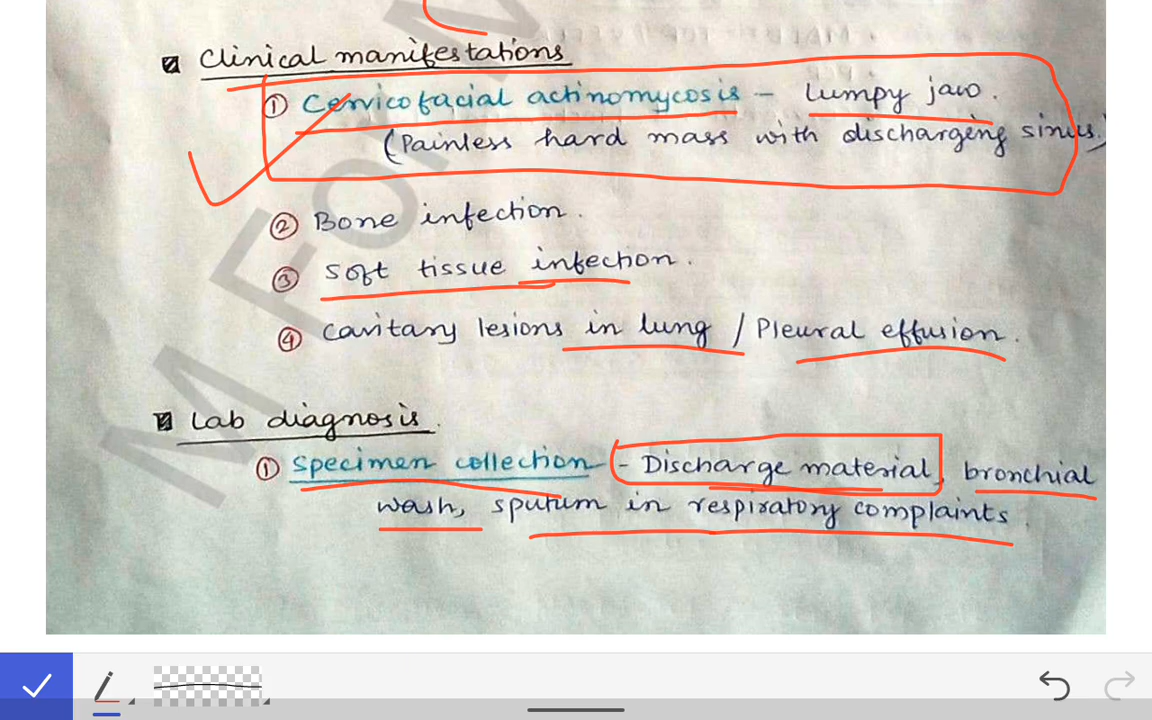 Clinical manifestations
① Cervicofacial actinomycosis - Lumpy jaw.
(Painless hard mass with discharging sinus.)
② Bone infection.
③ Soft tissue infection.
④ Cavitary lesions in lung / Pleural effusion.
Lab diagnosis.
① Specimen collection - Discharge material, bronchial
wash, sputum in respiratory complaints.
M FON